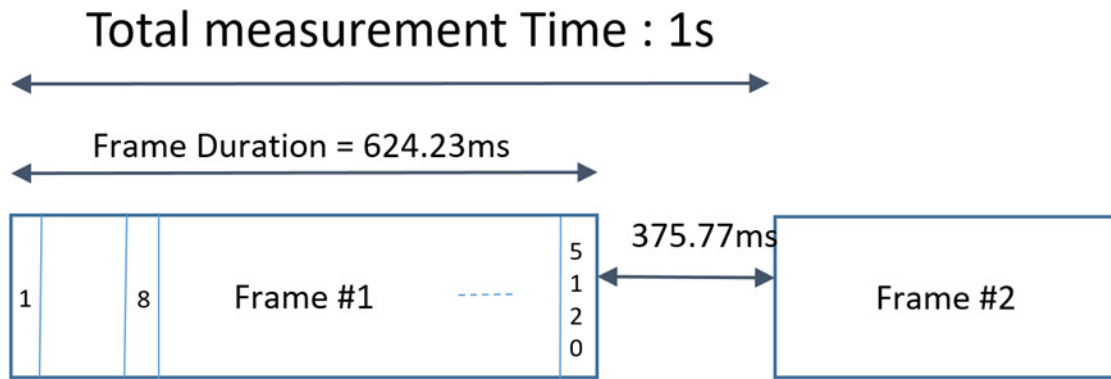 Total measurement Time : 1s
Frame Duration = 624.23ms
375.77ms
1
8
Frame #1
5
1
2
0
Frame #2